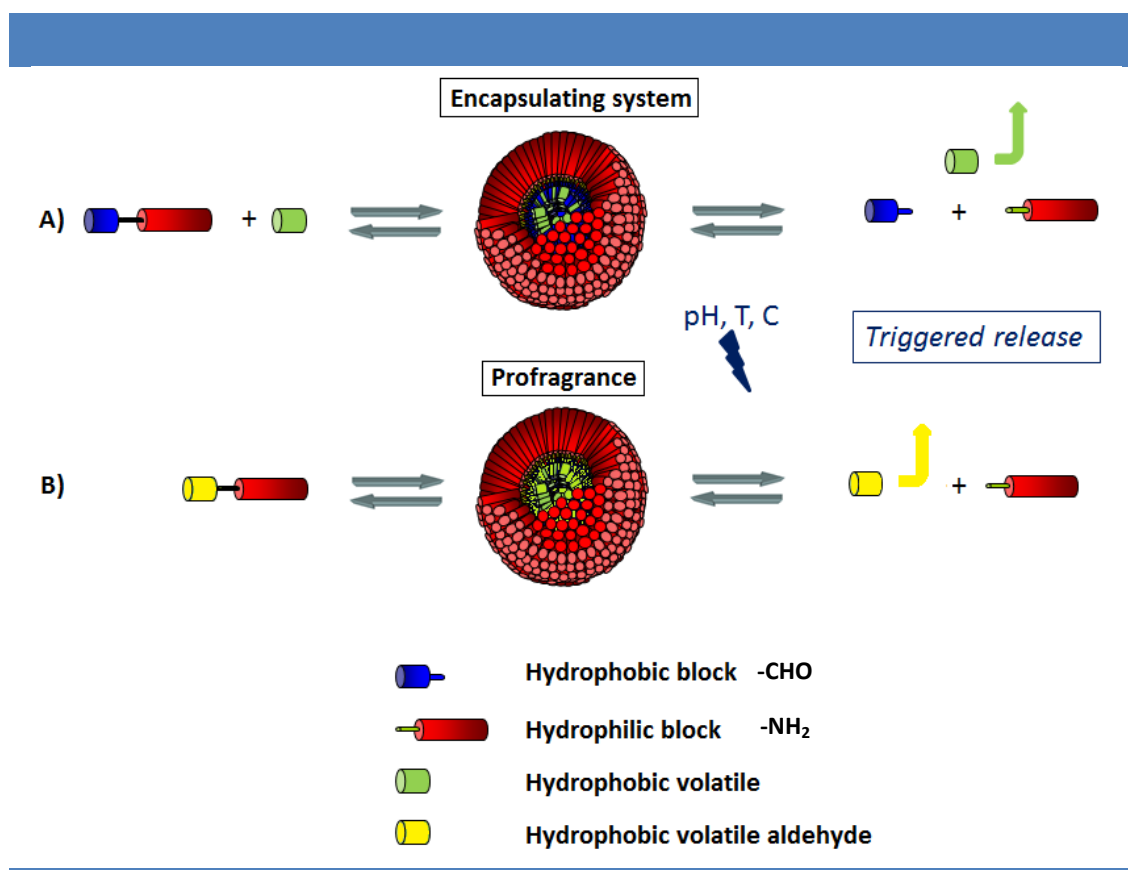 Encapsulating system
A)
+
+
pH, T, C
Triggered release
Profragrance
B)
+
Hydrophobic block -CHO
Hydrophilic block -NH₂
Hydrophobic volatile
Hydrophobic volatile aldehyde